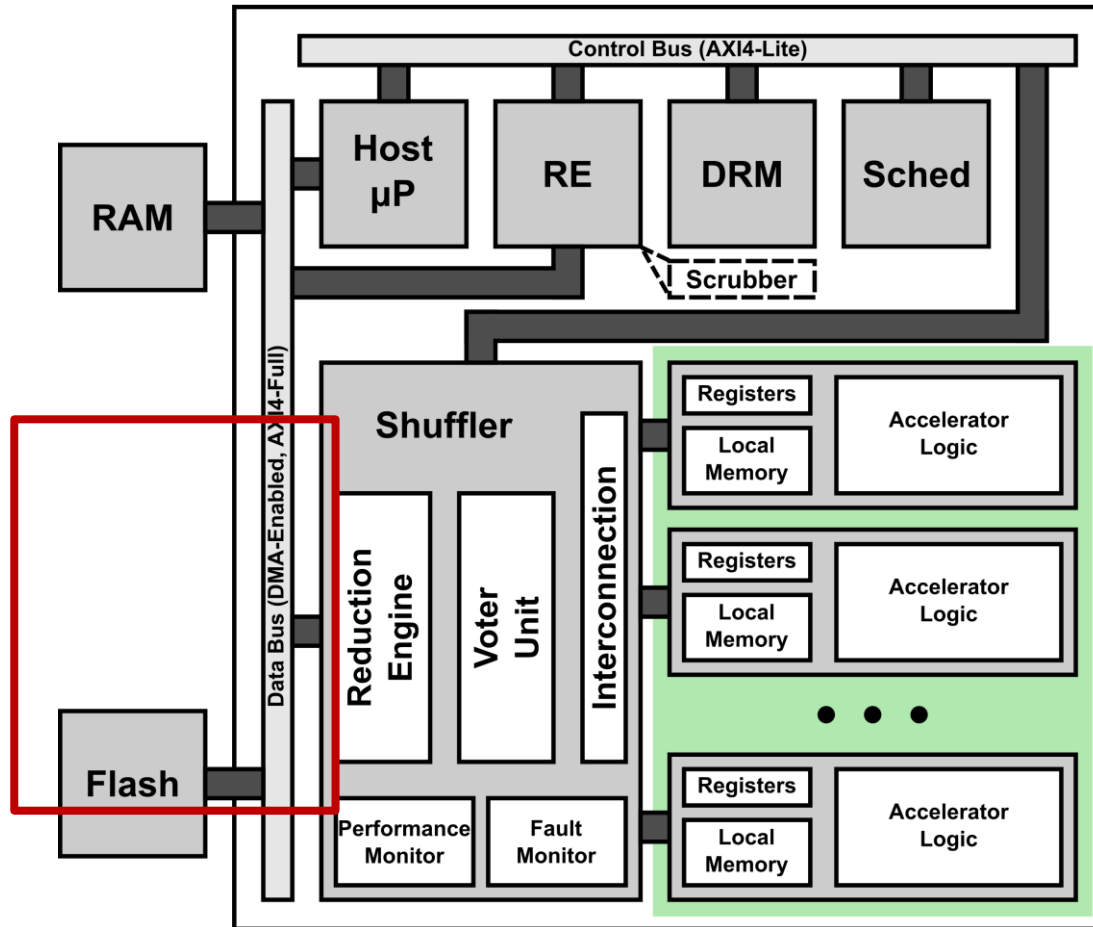 Control Bus (AXI4-Lite)
Host
µP
RE
DRM
Sched
RAM
Scrubber
Data Bus (DMA-Enabled, AXI4-Full)
Shuffler
Reduction
Engine
Voter
Unit
Interconnection
Performance
Monitor
Fault
Monitor
Flash
Registers
Local
Memory
Accelerator
Logic
Registers
Local
Memory
Accelerator
Logic
• • •
Registers
Local
Memory
Accelerator
Logic